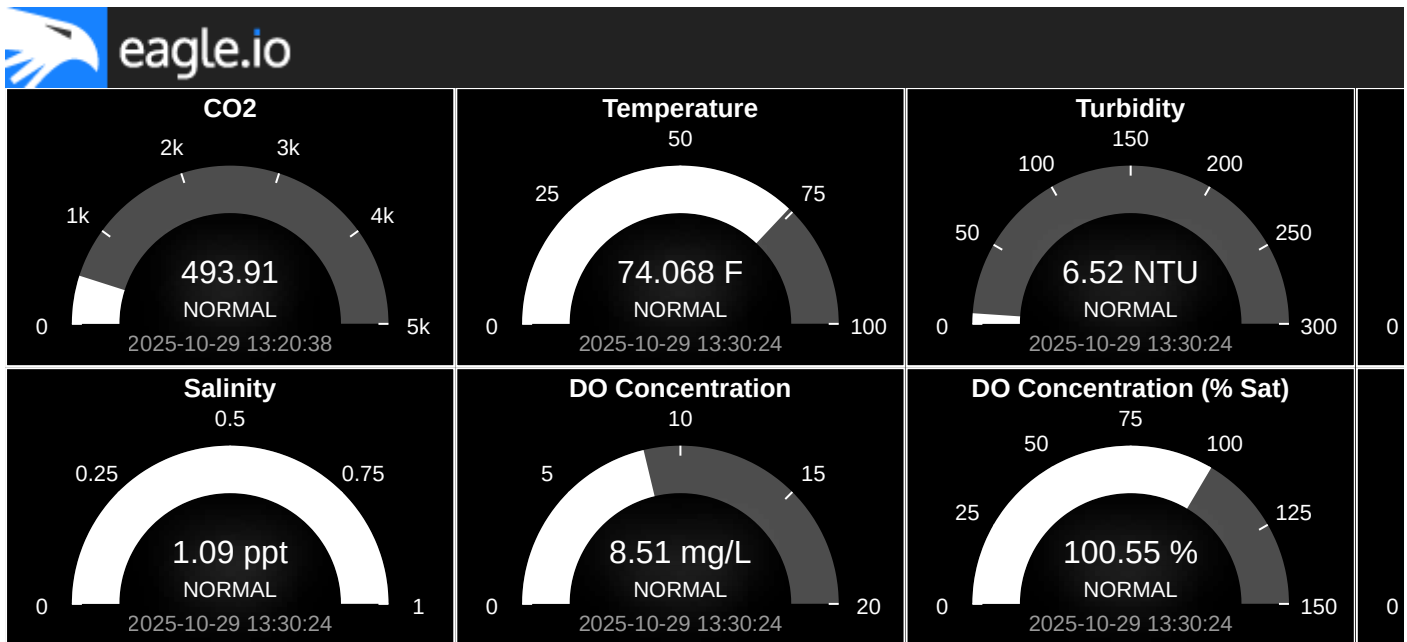 eagle.io
CO2
0
1k
2k
3k
4k
5k
493.91
NORMAL
2025-10-29 13:20:38
Temperature
0
25
50
75
100
74.068 F
NORMAL
2025-10-29 13:30:24
Turbidity
0
50
100
150
200
250
300
6.52 NTU
NORMAL
2025-10-29 13:30:24
0
Salinity
0
0.25
0.5
0.75
1
1.09 ppt
NORMAL
2025-10-29 13:30:24
DO Concentration
0
5
10
15
20
8.51 mg/L
NORMAL
2025-10-29 13:30:24
DO Concentration (% Sat)
0
25
50
75
100
125
150
100.55 %
NORMAL
2025-10-29 13:30:24
0